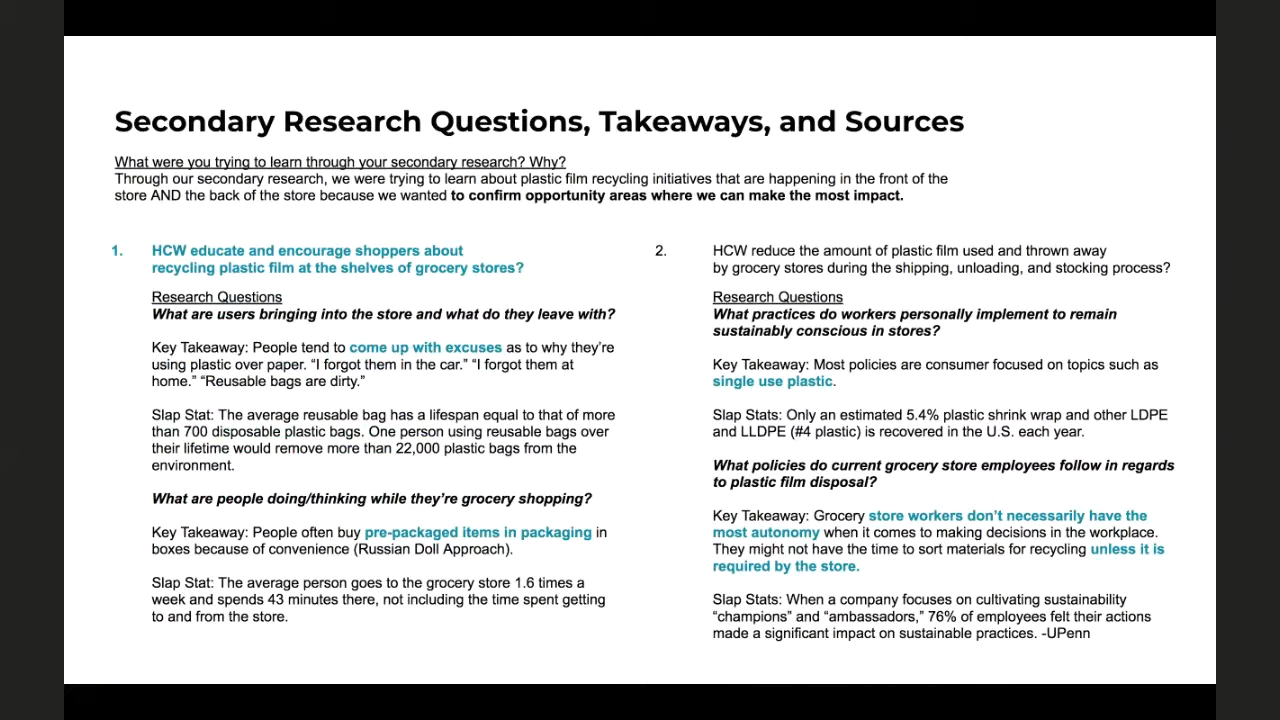 Secondary Research Questions, Takeaways, and Sources
What were you trying to learn through your secondary research? Why?
Through our secondary research, we were trying to learn about plastic film recycling initiatives that are happening in the front of the
store AND the back of the store because we wanted to confirm opportunity areas where we can make the most impact.
1. HCW educate and encourage shoppers about
recycling plastic film at the shelves of grocery stores?
Research Questions
What are users bringing into the store and what do they leave with?
Key Takeaway: People tend to come up with excuses as to why they’re
using plastic over paper. “I forgot them in the car.” “I forgot them at
home.” “Reusable bags are dirty.”
Slap Stat: The average reusable bag has a lifespan equal to that of more
than 700 disposable plastic bags. One person using reusable bags over
their lifetime would remove more than 22,000 plastic bags from the
environment.
What are people doing/thinking while they’re grocery shopping?
Key Takeaway: People often buy pre-packaged items in packaging in
boxes because of convenience (Russian Doll Approach).
Slap Stat: The average person goes to the grocery store 1.6 times a
week and spends 43 minutes there, not including the time spent getting
to and from the store.
2. HCW reduce the amount of plastic film used and thrown away
by grocery stores during the shipping, unloading, and stocking process?
Research Questions
What practices do workers personally implement to remain
sustainably conscious in stores?
Key Takeaway: Most policies are consumer focused on topics such as
single use plastic.
Slap Stats: Only an estimated 5.4% plastic shrink wrap and other LDPE
and LLDPE (#4 plastic) is recovered in the U.S. each year.
What policies do current grocery store employees follow in regards
to plastic film disposal?
Key Takeaway: Grocery store workers don’t necessarily have the
most autonomy when it comes to making decisions in the workplace.
They might not have the time to sort materials for recycling unless it is
required by the store.
Slap Stats: When a company focuses on cultivating sustainability
“champions” and “ambassadors,” 76% of employees felt their actions
made a significant impact on sustainable practices. -UPenn